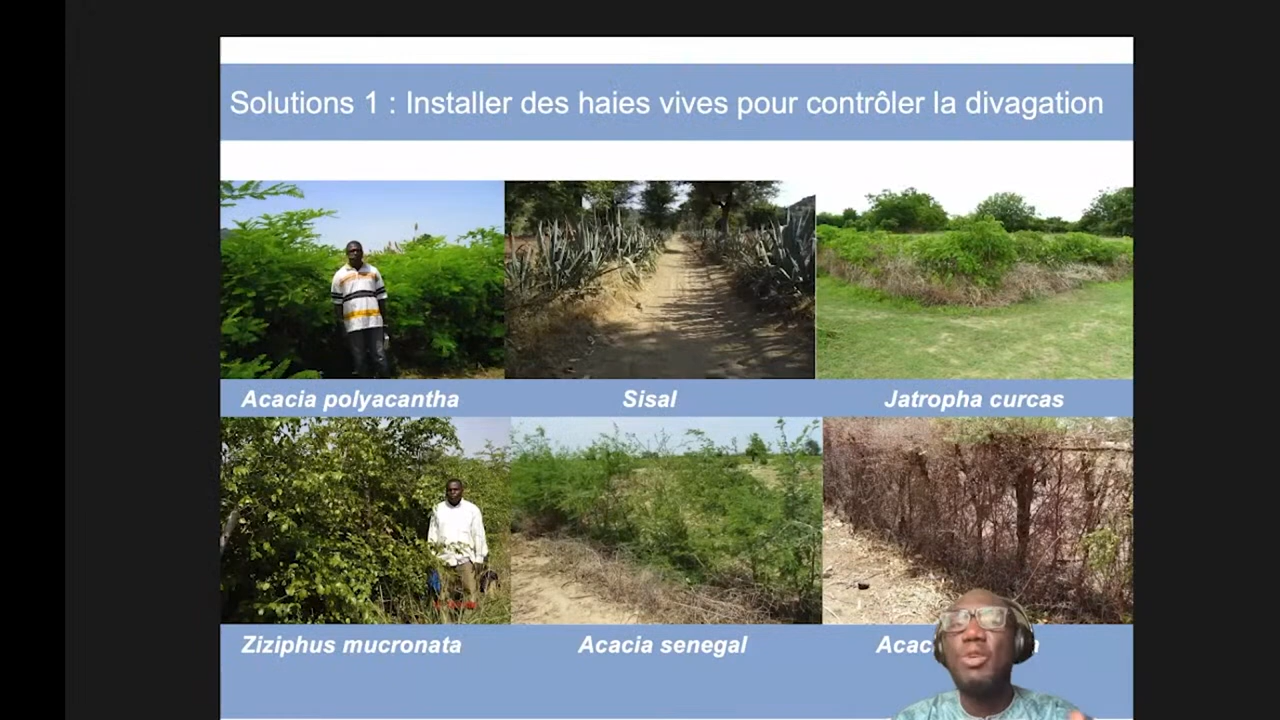 Solutions 1 : Installer des haies vives pour contrôler la divagation
Acacia polyacantha
Sisal
Jatropha curcas
Ziziphus mucronata
Acacia senegal